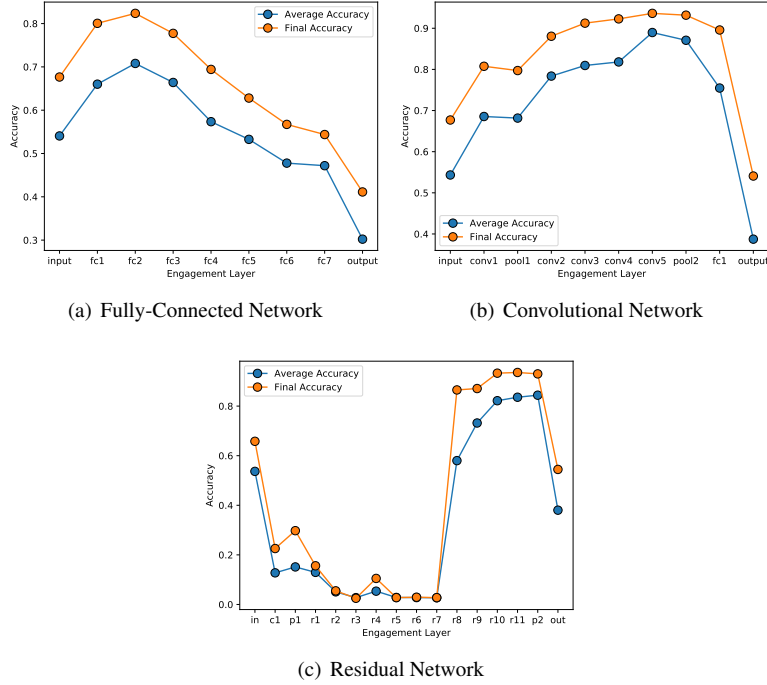 0.8
0.7
0.6
0.5
0.4
0.3
Accuracy
Average Accuracy
Final Accuracy
input fc1 fc2 fc3 fc4 fc5 fc6 fc7 output
Engagement Layer
(a) Fully-Connected Network
0.9
0.8
0.7
0.6
0.5
0.4
Accuracy
Average Accuracy
Final Accuracy
input conv1 pool1 conv2 conv3 conv4 conv5 pool2 fc1 output
Engagement Layer
(b) Convolutional Network
0.8
0.6
0.4
0.2
0.0
Accuracy
Average Accuracy
Final Accuracy
in c1 p1 r1 r2 r3 r4 r5 r6 r7 r8 r9 r10 r11 p2 out
Engagement Layer
(c) Residual Network